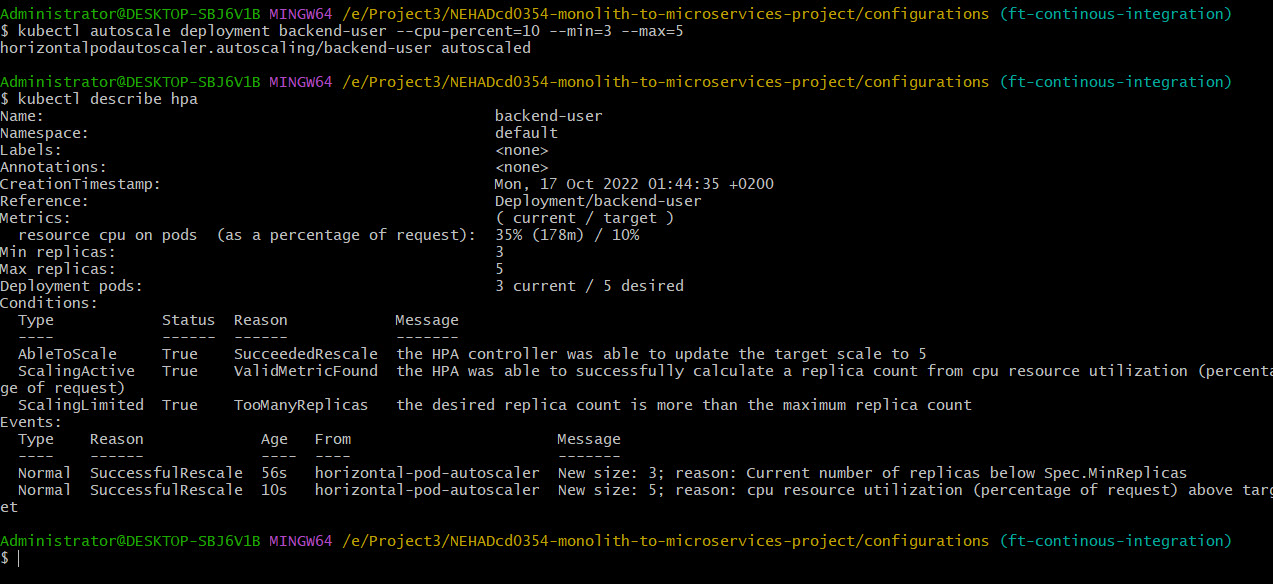 Administrator@DESKTOP-SBJ6V1B MINGW64 /e/Project3/NEHADcd0354-monolith-to-microservices-project/configurations (ft-continous-integration)
$ kubectl autoscale deployment backend-user --cpu-percent=10 --min=3 --max=5
horizontalpodautoscaler.autoscaling/backend-user autoscaled

Administrator@DESKTOP-SBJ6V1B MINGW64 /e/Project3/NEHADcd0354-monolith-to-microservices-project/configurations (ft-continous-integration)
$ kubectl describe hpa
Name:                                                  backend-user
Namespace:                                             default
Labels:                                                <none>
Annotations:                                           <none>
CreationTimestamp:                                     Mon, 17 Oct 2022 01:44:35 +0200
Reference:                                             Deployment/backend-user
Metrics:                                               ( current / target )
  resource cpu on pods  (as a percentage of request):  35% (178m) / 10%
Min replicas:                                          3
Max replicas:                                          5
Deployment pods:                                       3 current / 5 desired
Conditions:
  Type            Status  Reason            Message
  ----            ------  ------            -------
  AbleToScale     True    SucceededRescale  the HPA controller was able to update the target scale to 5
  ScalingActive   True    ValidMetricFound  the HPA was able to successfully calculate a replica count from cpu resource utilization (percenta
ge of request)
  ScalingLimited  True    TooManyReplicas   the desired replica count is more than the maximum replica count
Events:
  Type    Reason             Age   From                       Message
  ----    ------             ----  ----                       -------
  Normal  SuccessfulRescale  56s   horizontal-pod-autoscaler  New size: 3; reason: Current number of replicas below Spec.MinReplicas
  Normal  SuccessfulRescale  10s   horizontal-pod-autoscaler  New size: 5; reason: cpu resource utilization (percentage of request) above targ
et

Administrator@DESKTOP-SBJ6V1B MINGW64 /e/Project3/NEHADcd0354-monolith-to-microservices-project/configurations (ft-continous-integration)
$